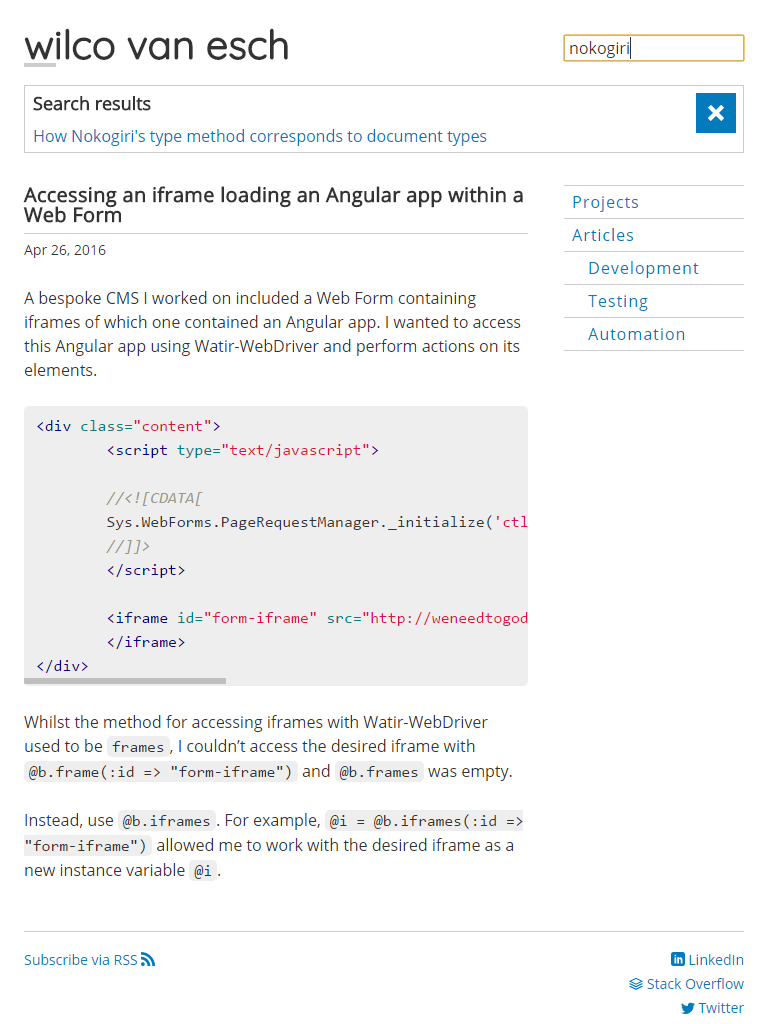 wilco van esch
nokogiri
Search results
How Nokogiri's type method corresponds to document types
Accessing an iframe loading an Angular app within a
Web Form
Apr 26, 2016
A bespoke CMS I worked on included a Web Form containing
iframes of which one contained an Angular app. I wanted to access
this Angular app using Watir-WebDriver and perform actions on its
elements.
<div class="content">
<script type="text/javascript">
//<![CDATA[
Sys.WebForms.PageRequestManager._initialize('ctl
//]]>
</script>
<iframe id="form-iframe" src="http://weneedtogod
</iframe>
</div>
Whilst the method for accessing iframes with Watir-WebDriver
used to be frames, I couldn’t access the desired iframe with
@b.frame(:id => "form-iframe") and @b.frames was empty.
Instead, use @b.iframes. For example, @i = @b.iframes(:id =>
"form-iframe") allowed me to work with the desired iframe as a
new instance variable @i.
Projects
Articles
Development
Testing
Automation
Subscribe via RSS
LinkedIn
Stack Overflow
Twitter